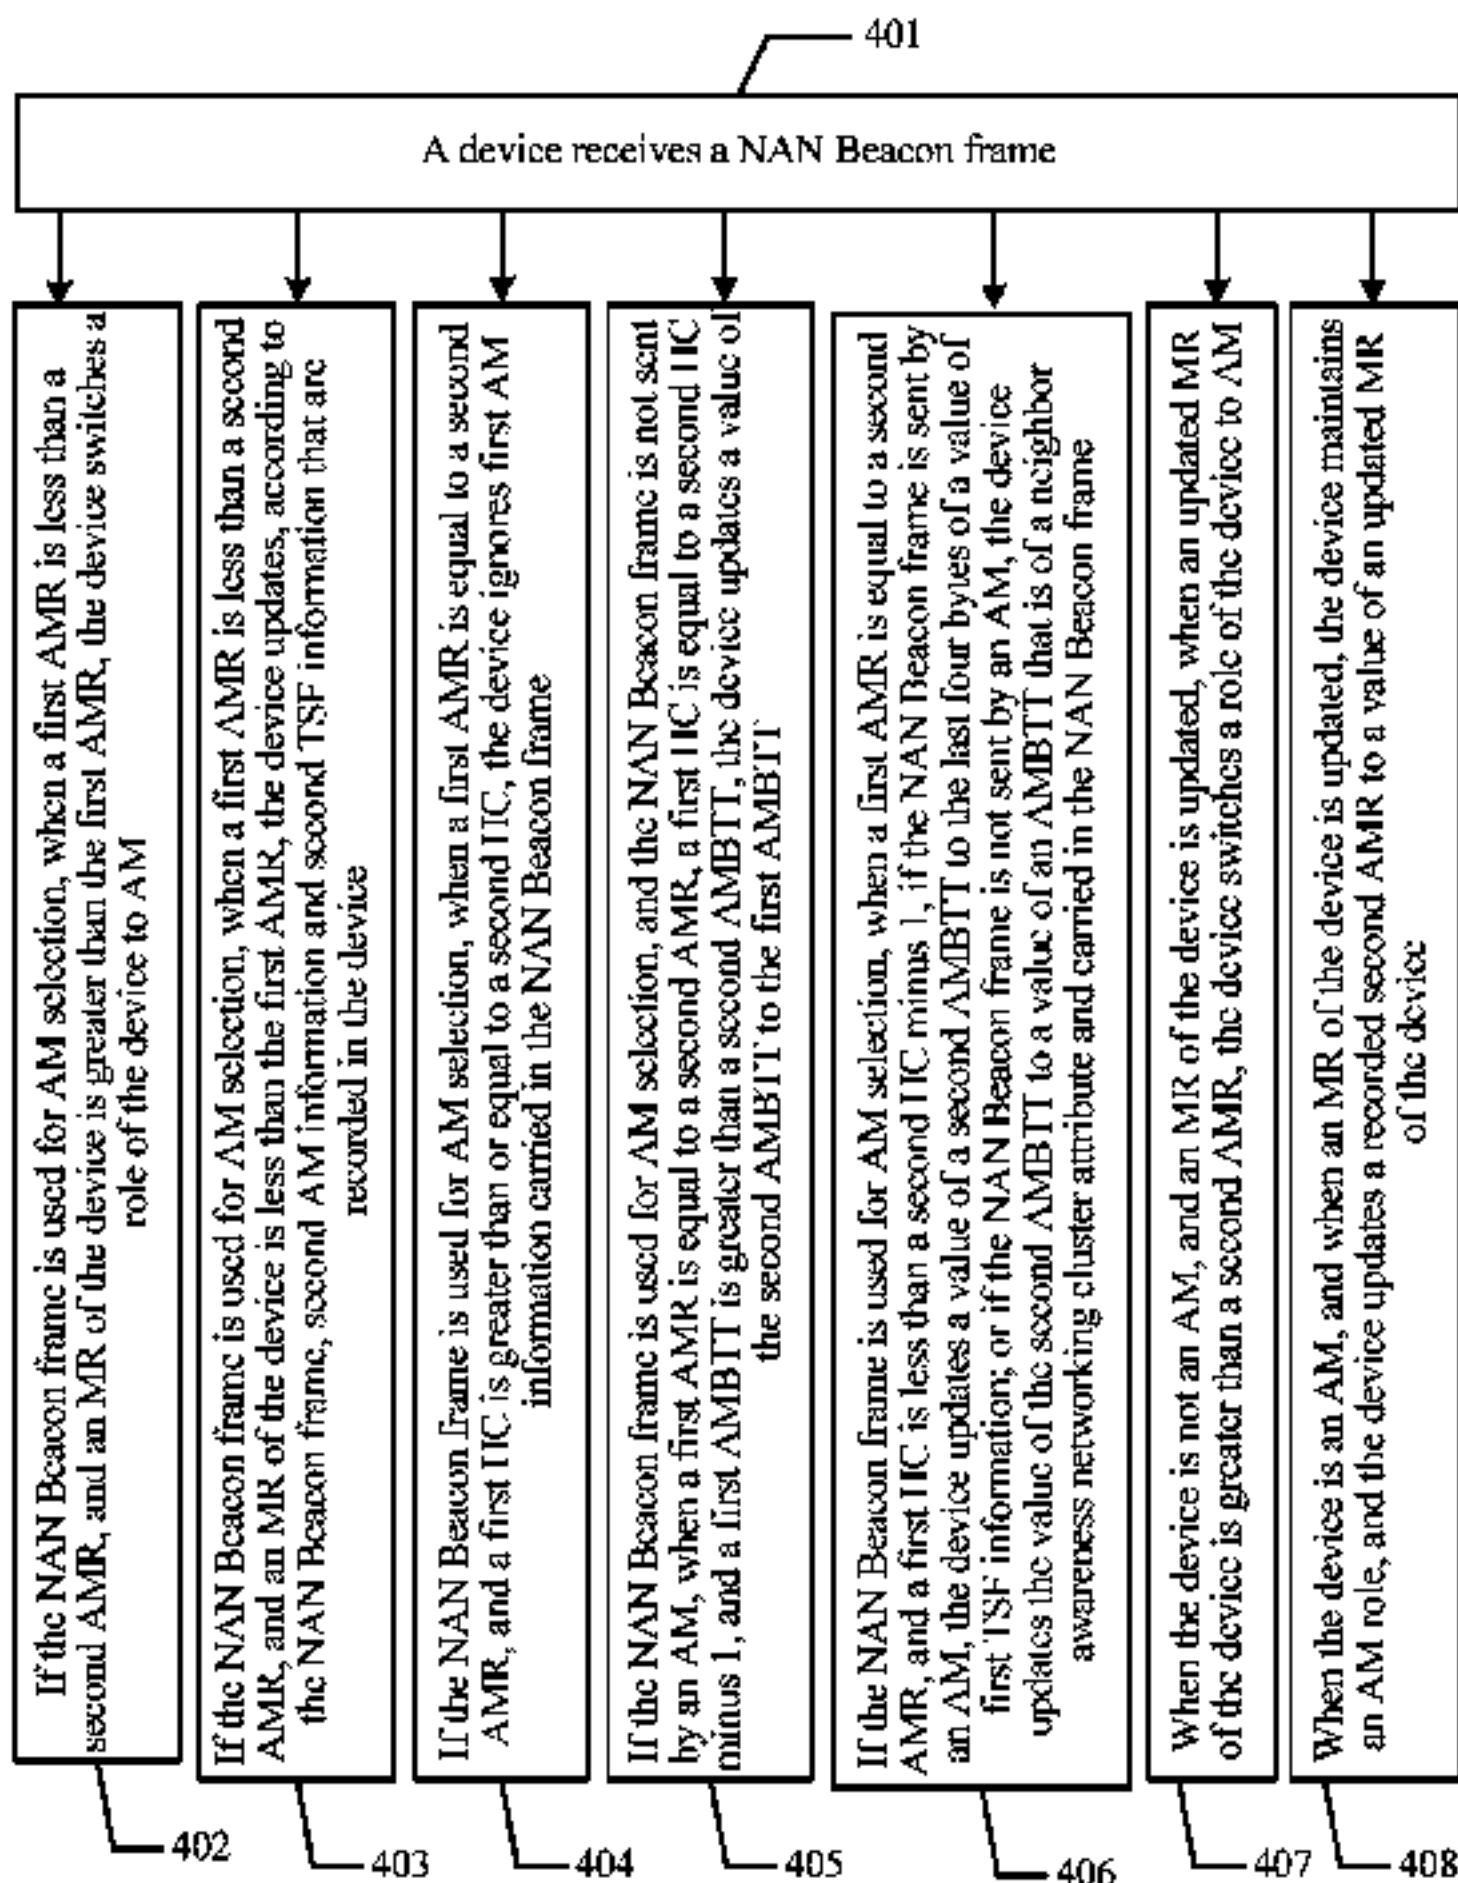 401
A device receives a NAN Beacon frame
If the NAN Beacon frame is used for AM selection, when a first AMR is less than a
second AMR, and an MR of the device is greater than the first AMR, the device switches a
role of the device to AM
402
If the NAN Beacon frame is used for AM selection, when a first AMR is less than a second
AMR, and an MR of the device is less than the first AMR, the device updates, according to
the NAN Beacon frame, second AM information and second TSF information that are
recorded in the device
403
If the NAN Beacon frame is used for AM selection, when a first AMR is equal to a second
AMR, and a first HC is greater than or equal to a second HC, the device ignores first AM
information carried in the NAN Beacon frame
404
If the NAN Beacon frame is used for AM selection, and the NAN Beacon frame is not sent
by an AM, when a first AMR is equal to a second AMR, a first HC is equal to a second HC
minus 1, and a first AMBTT is greater than a second AMBTT, the device updates a value of
the second AMBTT to the first AMBTT
405
If the NAN Beacon frame is used for AM selection, when a first AMR is equal to a second
AMR, and a first HC is less than a second HC minus 1, if the NAN Beacon frame is sent by
an AM, the device updates a value of a second AMBTT to the last four bytes of a value of
first TSF information; or if the NAN Beacon frame is not sent by an AM, the device
updates the value of the second AMBTT to a value of an AMBTT that is of a neighbor
awareness networking cluster attribute and carried in the NAN Beacon frame
406
When the device is not an AM, and an MR of the device is updated, when an updated MR
of the device is greater than a second AMR, the device switches a role of the device to AM
407
When the device is an AM, and when an MR of the device is updated, the device maintains
an AM role, and the device updates a recorded second AMR to a value of an updated MR
of the device
408